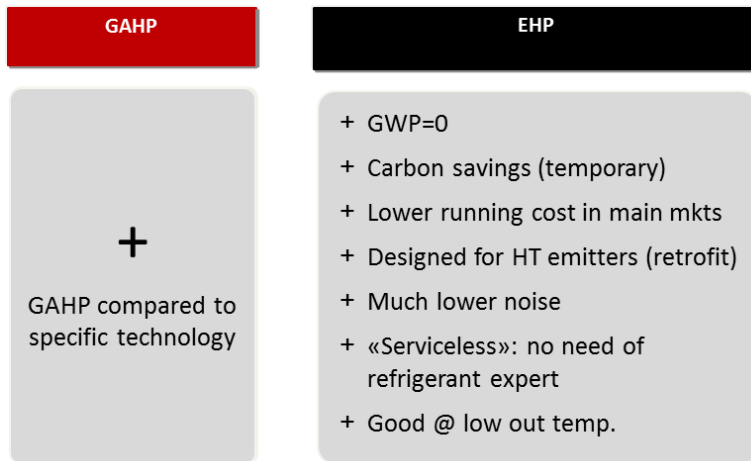 GAHP
EHP
+
GAHP compared to
specific technology
+ GWP=0
+ Carbon savings (temporary)
+ Lower running cost in main mkts
+ Designed for HT emitters (retrofit)
+ Much lower noise
+ «Serviceless»: no need of
refrigerant expert
+ Good @ low out temp.